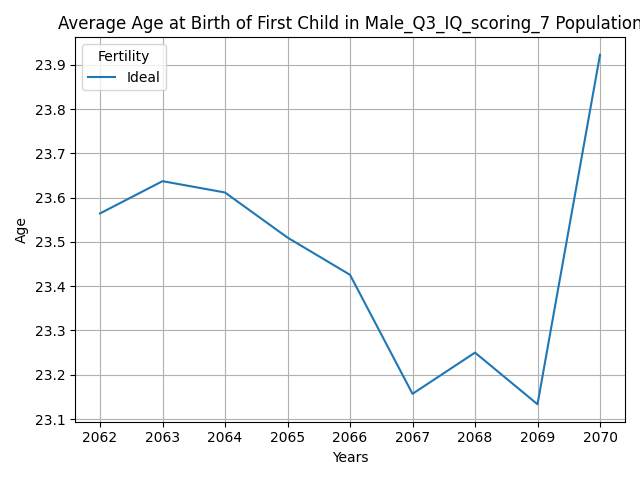 Average Age at Birth of First Child in Male_Q3_IQ_scoring_7 Population
Fertility
Ideal
23.9
23.8
23.7
23.6
23.5
23.4
23.3
23.2
23.1
Age
2062 2063 2064 2065 2066 2067 2068 2069 2070
Years